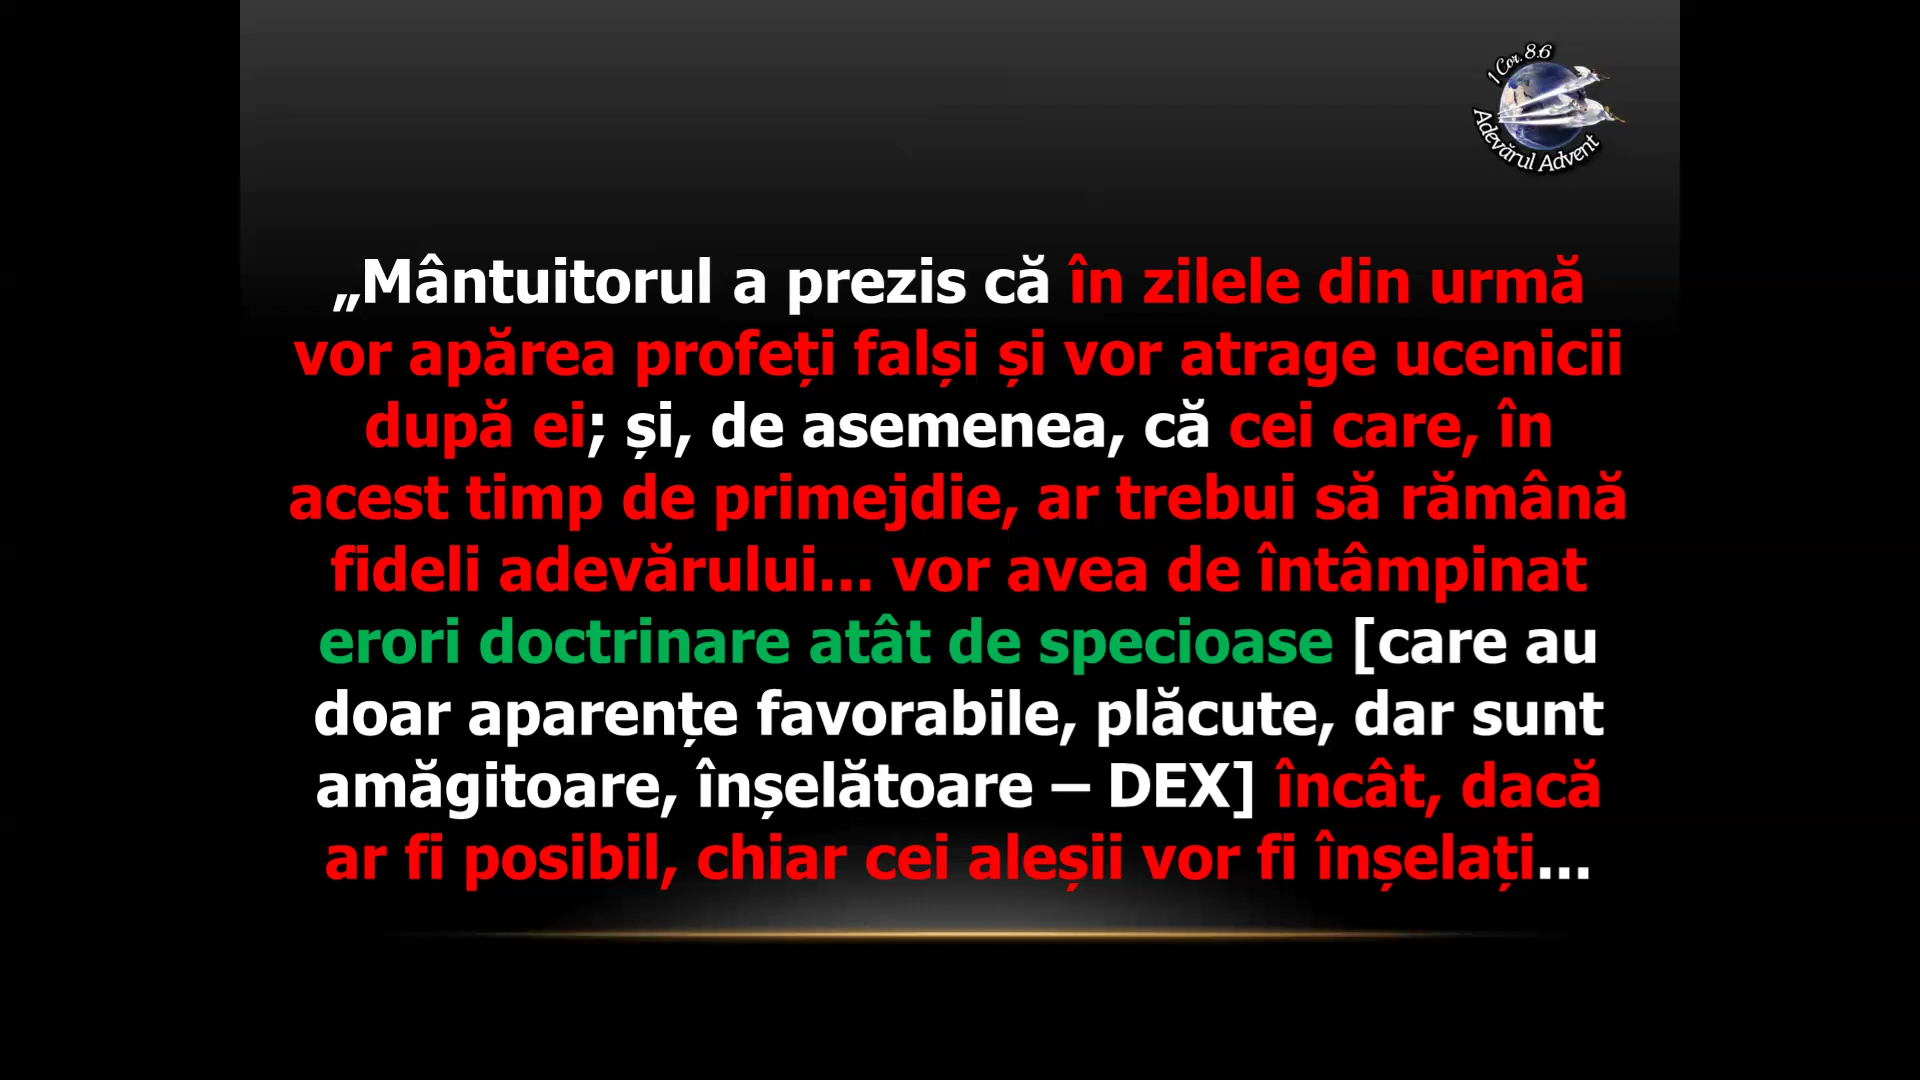 1 Cor. 8:6
Adevărul Advent
„Mântuitorul a prezis că în zilele din urmă
vor apărea profeți falși și vor atrage ucenicii
după ei; și, de asemenea, că cei care, în
acest timp de primejdie, ar trebui să rămână
fideli adevărului... vor avea de întâmpinat
erori doctrinare atât de specioase [care au
doar aparențe favorabile, plăcute, dar sunt
amăgitoare, înșelătoare – DEX] încât, dacă
ar fi posibil, chiar cei aleșii vor fi înșelați...